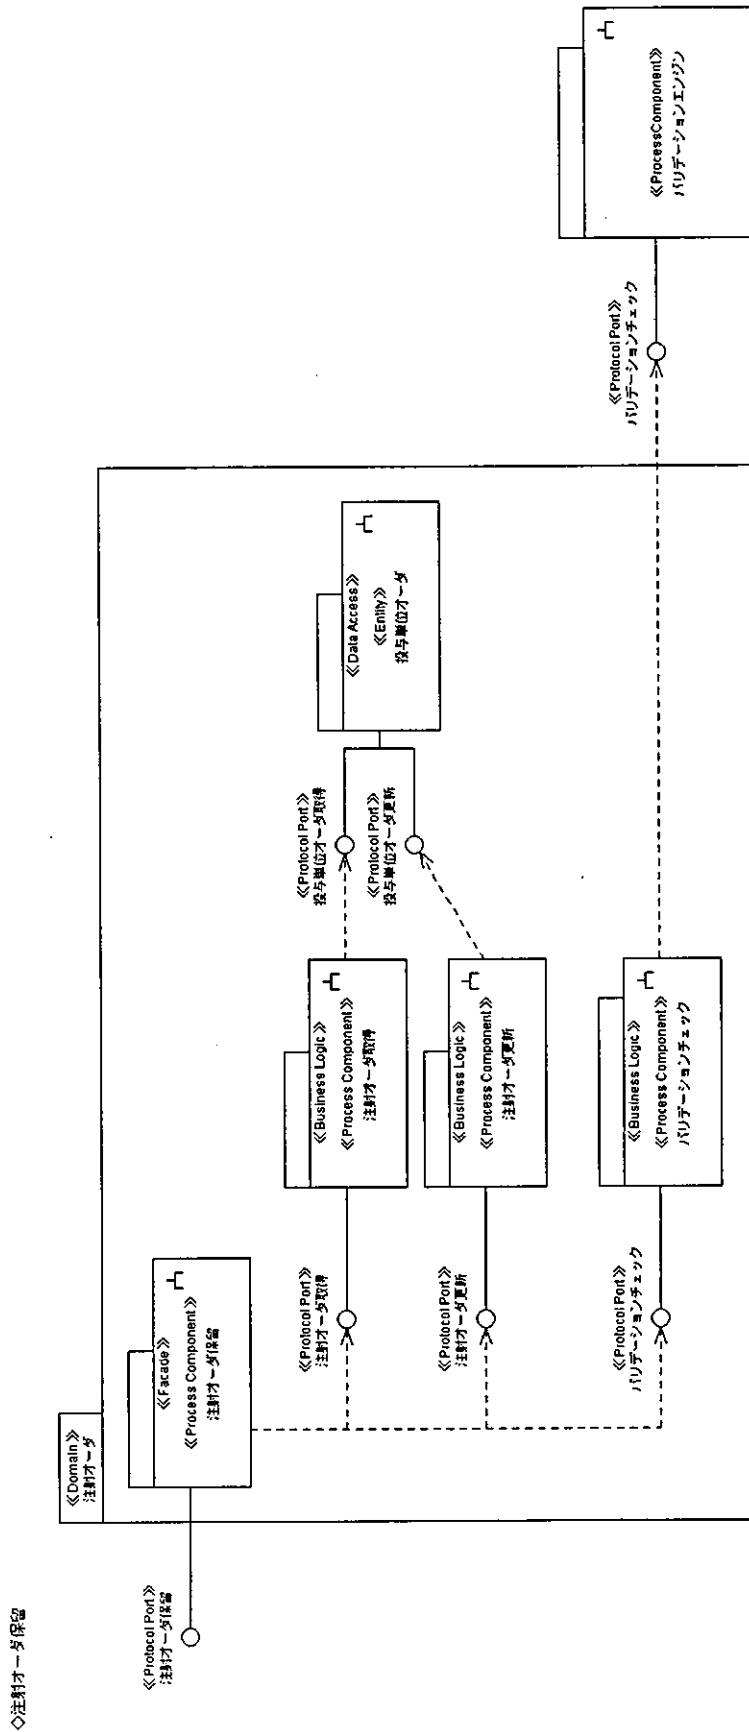 ◇注射オーダ保留
≪Protocol Port≫
注射オーダ保留
≪Domain≫
注射オーダ
≪Facade≫
≪Process Component≫
注射オーダ保留
≪Protocol Port≫
注射オーダ取得
≪Business Logic≫
≪Process Component≫
注射オーダ取得
≪Protocol Port≫
投与単位オーダ取得
≪Protocol Port≫
投与単位オーダ更新
≪Data Access≫
≪Entity≫
投与単位オーダ
≪Protocol Port≫
注射オーダ更新
≪Business Logic≫
≪Process Component≫
注射オーダ更新
≪Protocol Port≫
バリデーションチェック
≪Business Logic≫
≪Process Component≫
バリデーションチェック
≪Protocol Port≫
バリデーションチェック
≪ProcessComponent≫
バリデーションエンジン